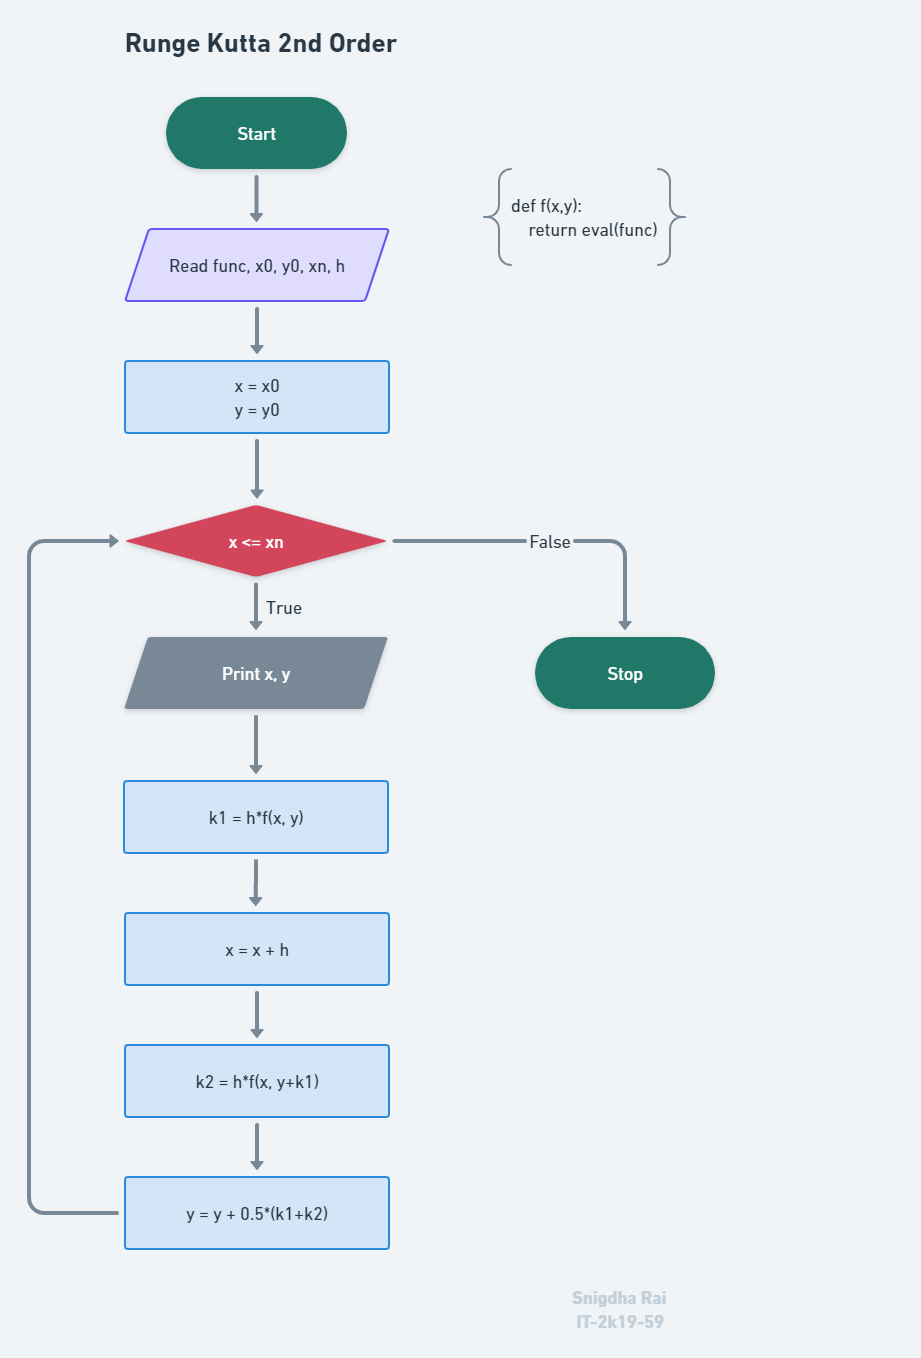 Runge Kutta 2nd Order
Start
def f(x,y):
return eval(func)
Read func, x0, y0, xn, h
x = x0
y = y0
x <= xn
False
True
Print x, y
Stop
k1 = h*f(x, y)
x = x + h
k2 = h*f(x, y+k1)
y = y + 0.5*(k1+k2)
Snigdha Rai
IT-2k19-59